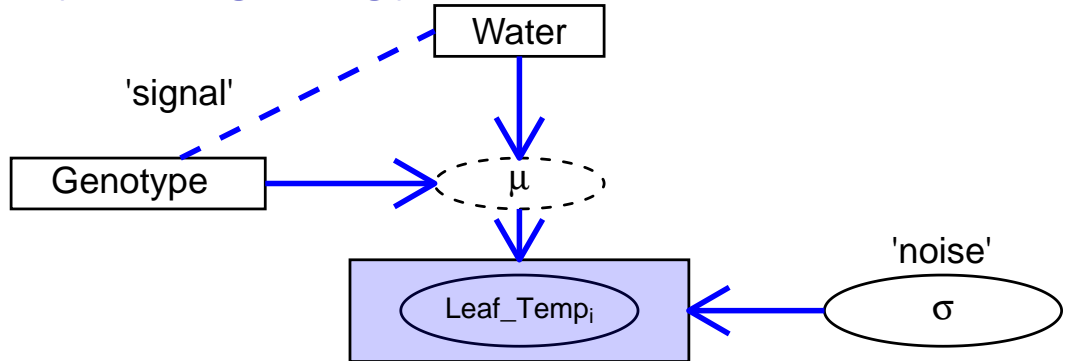 Water
'signal'
Genotype
μ
'noise'
Leaf_Tempᵢ
σ